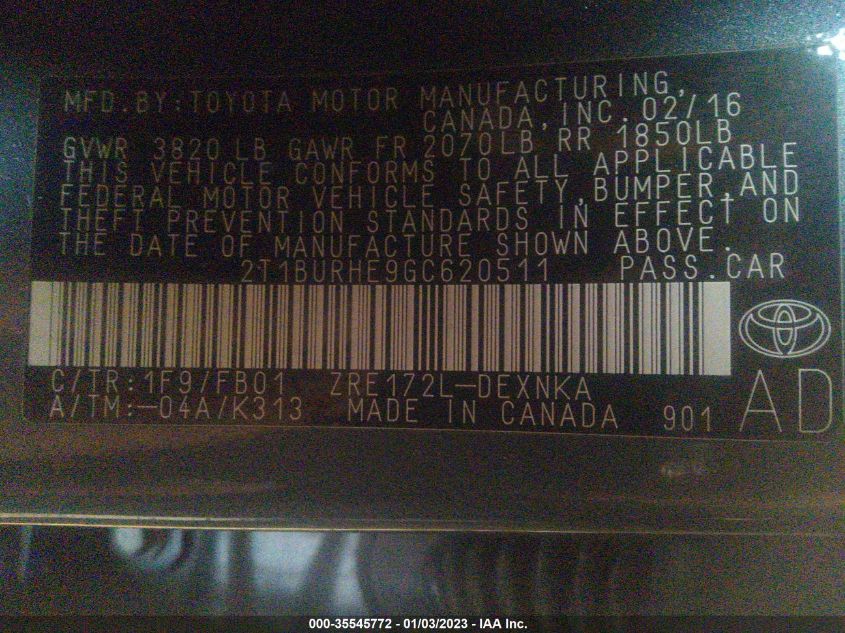 MFD.BY:TOYOTA MOTOR MANUFACTURING,
CANADA,INC. 02/16
GVWR 3820 LB GAWR FR 2070LB RR 1850LB
THIS VEHICLE CONFORMS TO ALL APPLICABLE
FEDERAL MOTOR VEHICLE SAFETY,BUMPER,AND
THEFT PREVENTION STANDARDS IN EFFECT ON
THE DATE OF MANUFACTURE SHOWN ABOVE.
2T1BURHE9GC620511 PASS.CAR
C/TR:1F9/FB01 ZRE172L-DEXNKA
A/TM:-04A/K313 MADE IN CANADA 901 AD
000-35545772 - 01/03/2023 - IAA Inc.